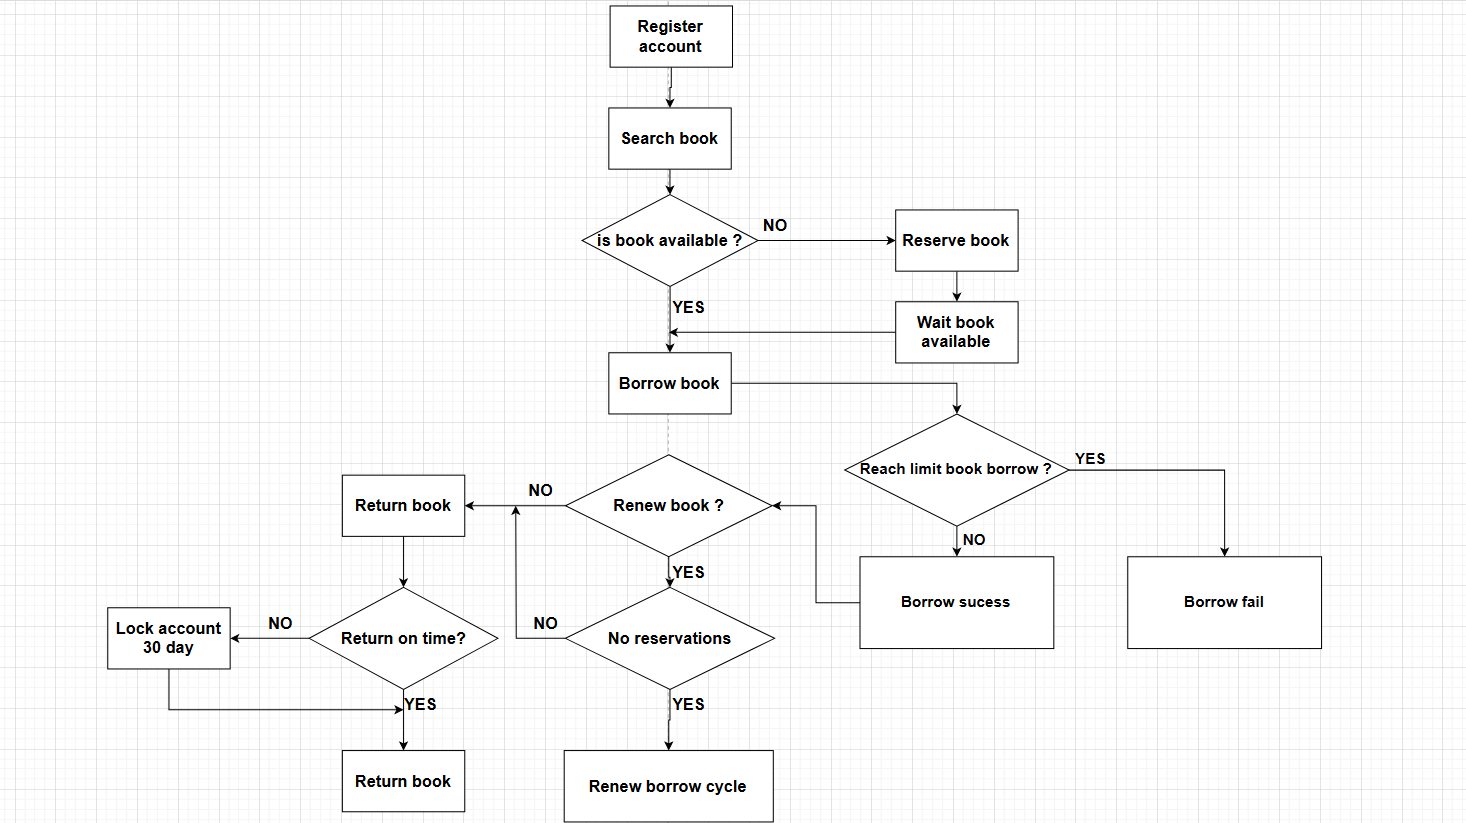 Register
account
Search book
is book available ?
NO
Reserve book
YES
Wait book
available
Borrow book
Reach limit book borrow ?
YES
NO
Return book
NO
Renew book ?
YES
Borrow sucess
Borrow fail
Lock account
30 day
NO
Return on time?
NO
No reservations
YES
YES
Return book
Renew borrow cycle